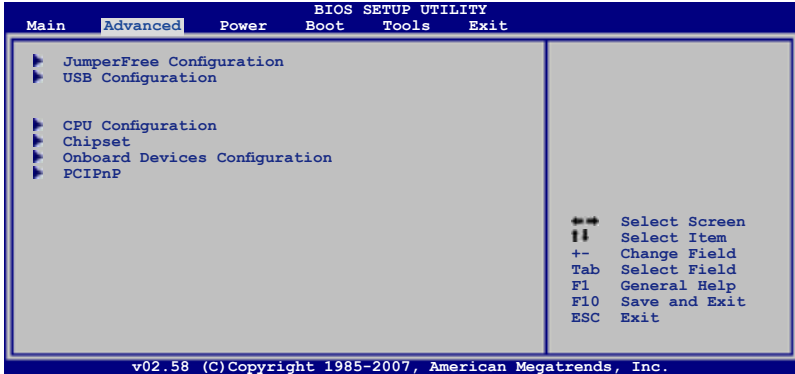 BIOS SETUP UTILITY
Main Advanced Power Boot Tools Exit
JumperFree Configuration
USB Configuration
CPU Configuration
Chipset
Onboard Devices Configuration
PCIPnP
Select Screen
Select Item
+- Change Field
Tab Select Field
F1 General Help
F10 Save and Exit
ESC Exit
v02.58 (C)Copyright 1985-2007, American Megatrends, Inc.